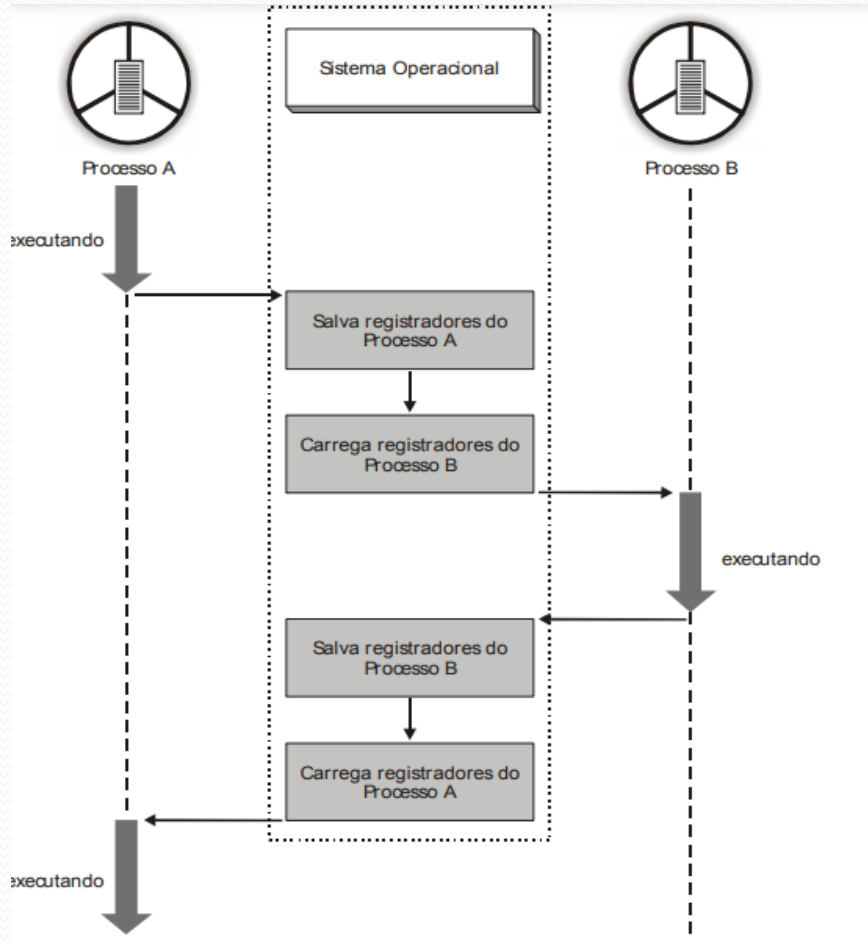 Sistema Operacional
Processo A
Processo B
executando
Salva registradores do
Processo A
Carrega registradores do
Processo B
executando
Salva registradores do
Processo B
Carrega registradores do
Processo A
executando